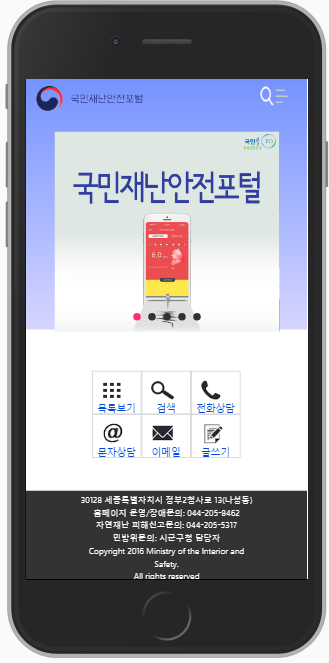 국민재난안전포털
국민재난안전포털
목록보기
검색
전화상담
@
문자상담
이메일
글쓰기
30128 세종특별자치시 정부2청사로 13(나성동)
홈페이지 운영/장애문의: 044-205-8462
자연재난 피해신고문의: 044-205-5317
민방위문의: 시군구청 담당자
Copyright 2016 Ministry of the Interior and
Safety.
All rights reserved